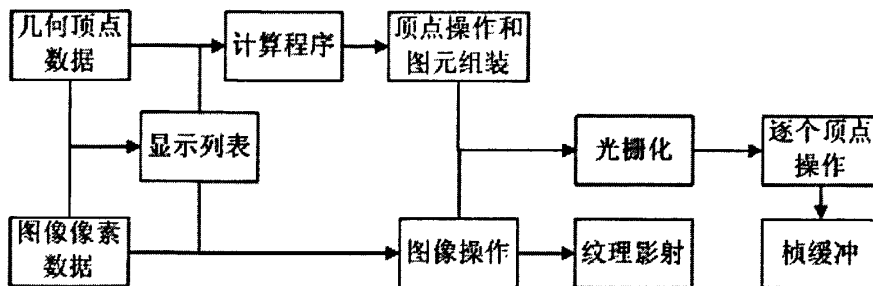 几何顶点
数据
计算程序
顶点操作和
图元组装
显示列表
光栅化
逐个顶点
操作
图像像素
数据
图像操作
纹理影射
桢缓冲